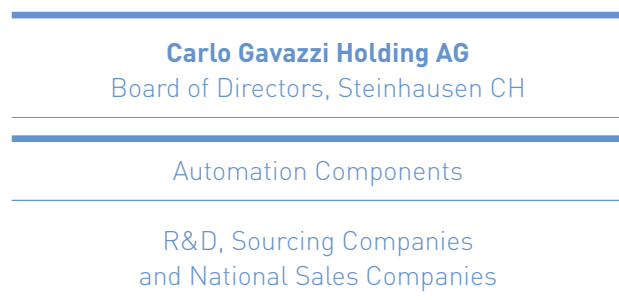 Carlo Gavazzi Holding AG
Board of Directors, Steinhausen CH
Automation Components
R&D, Sourcing Companies
and National Sales Companies